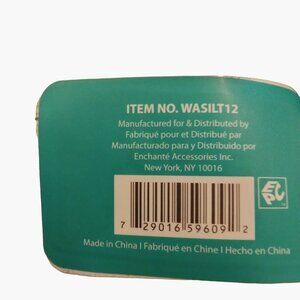 ITEM NO. WASILT12
Manufactured for & Distributed by
Fabriqué pour et Distribué par
Manufacturado para y Distribuido por
Enchanté Accessories Inc.
New York, NY 10016
7 29016 59609 2
Made in China I Fabriqué en Chine I Hecho en China